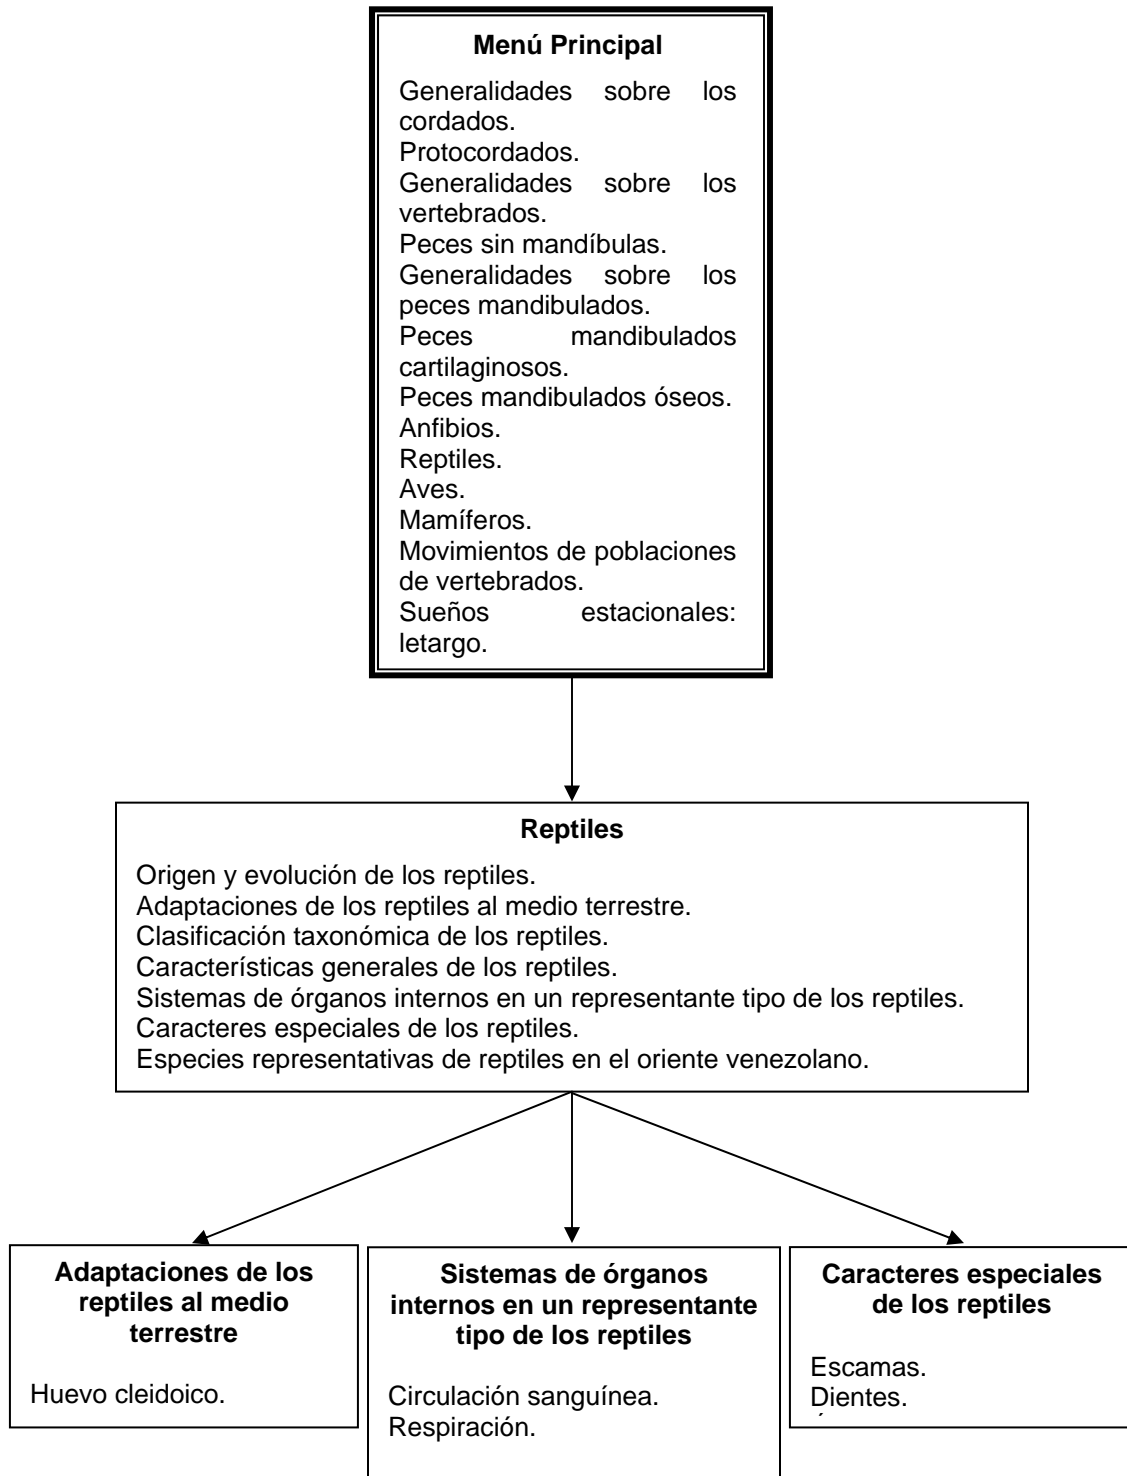 Menú Principal
Generalidades sobre los
cordados.
Protocordados.
Generalidades sobre los
vertebrados.
Peces sin mandíbulas.
Generalidades sobre los
peces mandibulados.
Peces mandibulados
cartilaginosos.
Peces mandibulados óseos.
Anfibios.
Reptiles.
Aves.
Mamíferos.
Movimientos de poblaciones
de vertebrados.
Sueños estacionales:
letargo.
Reptiles
Origen y evolución de los reptiles.
Adaptaciones de los reptiles al medio terrestre.
Clasificación taxonómica de los reptiles.
Características generales de los reptiles.
Sistemas de órganos internos en un representante tipo de los reptiles.
Caracteres especiales de los reptiles.
Especies representativas de reptiles en el oriente venezolano.
Adaptaciones de los
reptiles al medio
terrestre
Huevo cleidoico.
Sistemas de órganos
internos en un representante
tipo de los reptiles
Circulación sanguínea.
Respiración.
Caracteres especiales
de los reptiles
Escamas.
Dientes.